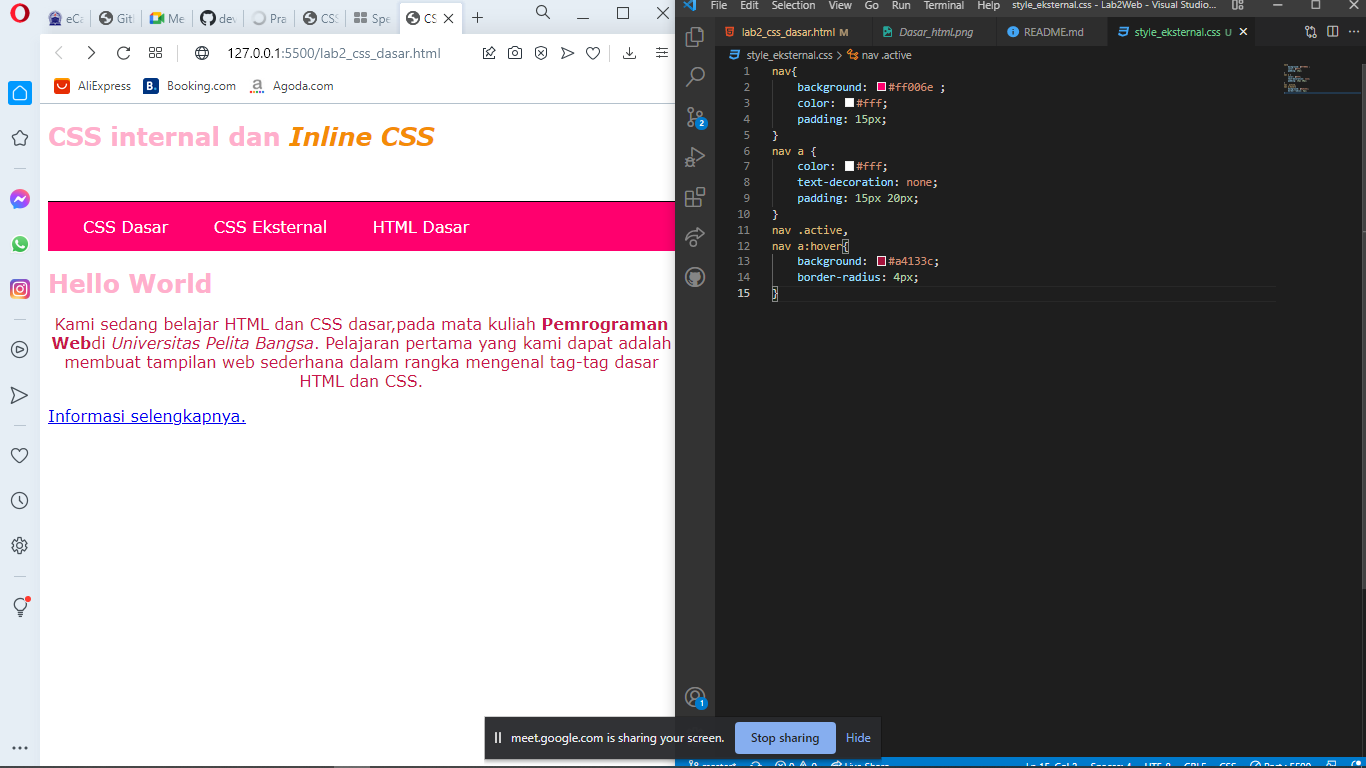 eCa
Git
Me
dev
Pra
CSS
Spe
CS
127.0.0.1:5500/lab2_css_dasar.html
AliExpress
B. Booking.com
a Agoda.com
CSS internal dan Inline CSS
CSS Dasar
CSS Eksternal
HTML Dasar
Hello World
Kami sedang belajar HTML dan CSS dasar,pada mata kuliah Pemrograman
Webdi Universitas Pelita Bangsa. Pelajaran pertama yang kami dapat adalah
membuat tampilan web sederhana dalam rangka mengenal tag-tag dasar
HTML dan CSS.
Informasi selengkapnya.
File Edit Selection View Go Run Terminal Help style_eksternal.css - Lab2Web - Visual Studio...
lab2_css_dasar.html M
Dasar_html.png
README.md
style_eksternal.css U
style_eksternal.css > nav .active
1 nav{
2 background: #ff006e ;
3 color: #fff;
4 padding: 15px;
5 }
6 nav a {
7 color: #fff;
8 text-decoration: none;
9 padding: 15px 20px;
10 }
11 nav .active,
12 nav a:hover{
13 background: #a4133c;
14 border-radius: 4px;
15 }
2
1
meet.google.com is sharing your screen.
Stop sharing
Hide